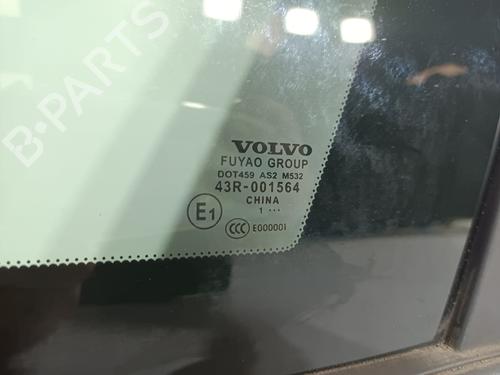 B-PARTS
VOLVO
FUYAO GROUP
DOT459 AS2 M532
43R-001564
CHINA
1 ...
E1
CCC E000001